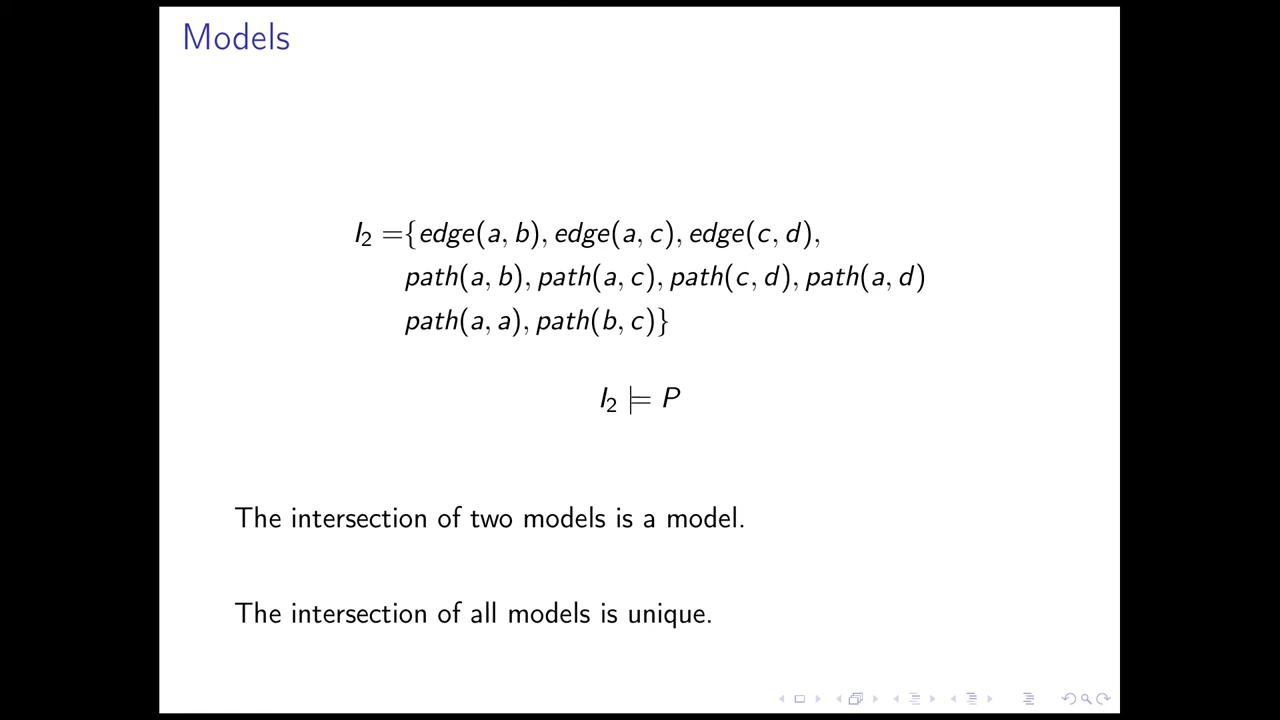 Models
I₂ ={edge(a, b), edge(a, c), edge(c, d),
path(a, b), path(a, c), path(c, d), path(a, d)
path(a, a), path(b, c)}
I₂ ⊨ P
The intersection of two models is a model.
The intersection of all models is unique.